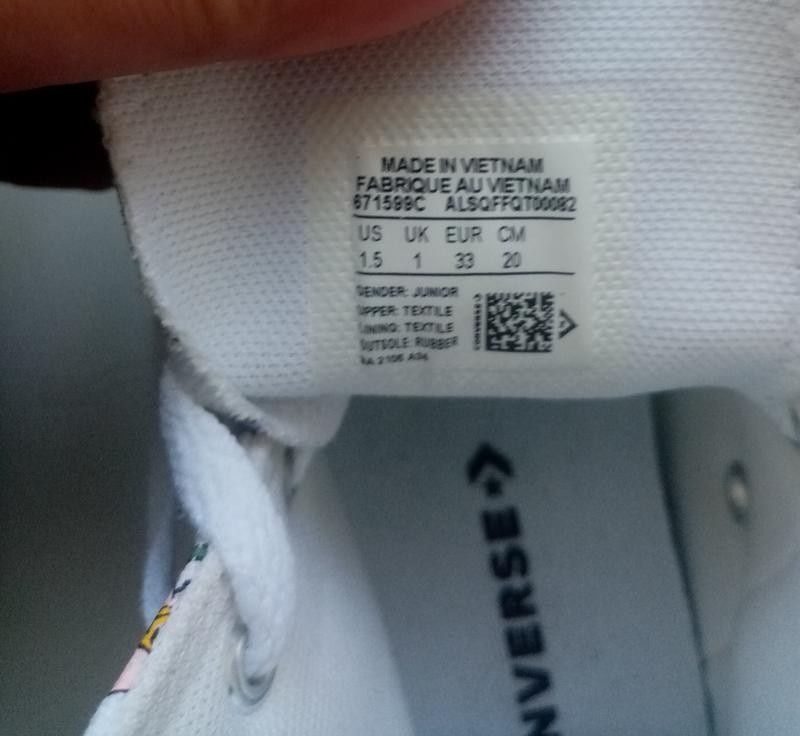 MADE IN VIETNAM
FABRIQUE AU VIETNAM
671599C ALSQFFQT00082
US UK EUR CM
1.5 1 33 20
GENDER: JUNIOR
UPPER: TEXTILE
LINING: TEXTILE
OUTSOLE: RUBBER
CONVERSE
NVERSE